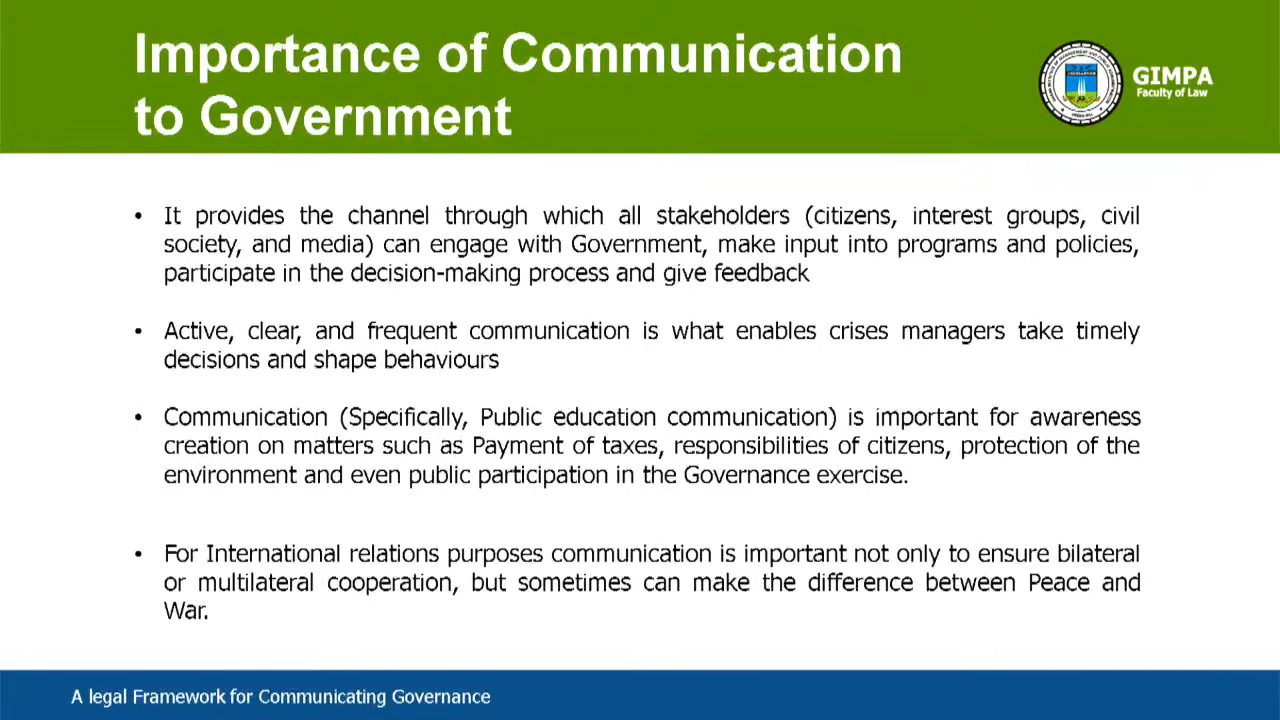 Importance of Communication
to Government
GIMPA
Faculty of Law
• It provides the channel through which all stakeholders (citizens, interest groups, civil
society, and media) can engage with Government, make input into programs and policies,
participate in the decision-making process and give feedback
• Active, clear, and frequent communication is what enables crises managers take timely
decisions and shape behaviours
• Communication (Specifically, Public education communication) is important for awareness
creation on matters such as Payment of taxes, responsibilities of citizens, protection of the
environment and even public participation in the Governance exercise.
• For International relations purposes communication is important not only to ensure bilateral
or multilateral cooperation, but sometimes can make the difference between Peace and
War.
A legal Framework for Communicating Governance